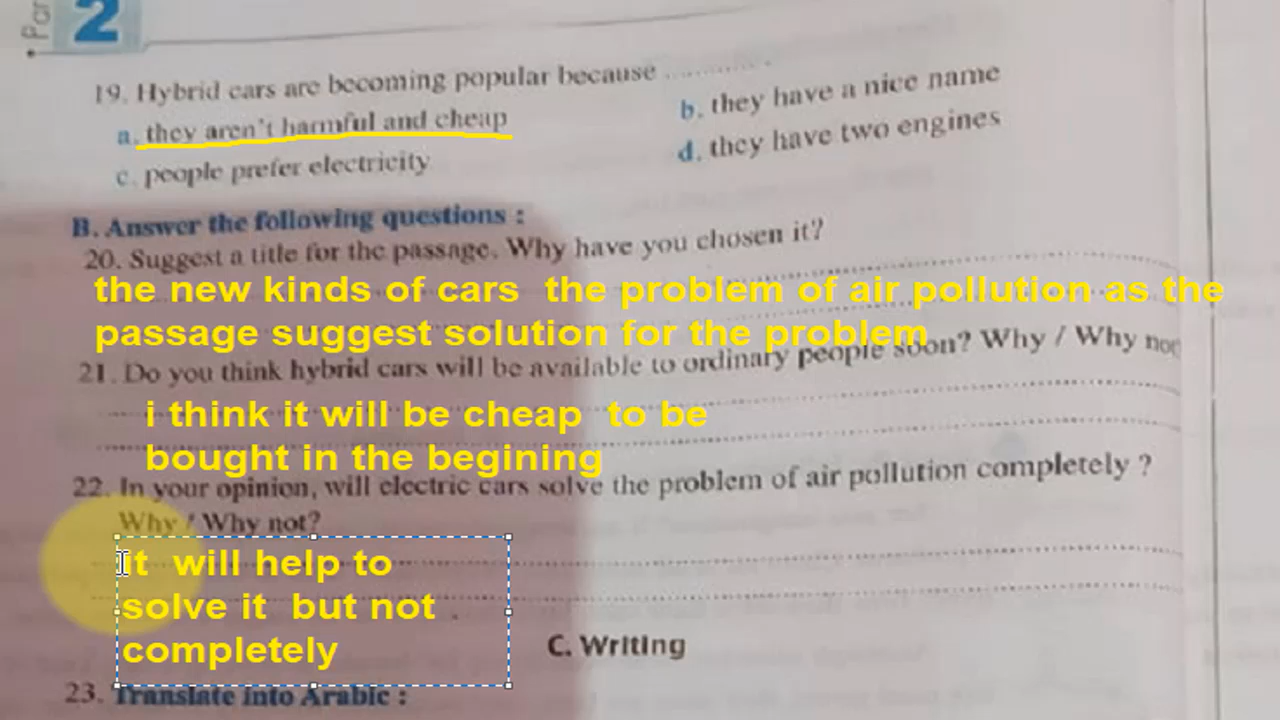 Par
2
19. Hybrid cars are becoming popular because ............
a. they aren't harmful and cheap
b. they have a nice name
c. people prefer electricity
d. they have two engines
B. Answer the following questions :
20. Suggest a title for the passage. Why have you chosen it?
the new kinds of cars the problem of air pollution as the
passage suggest solution for the problem
21. Do you think hybrid cars will be available to ordinary people soon? Why / Why not
i think it will be cheap to be
bought in the begining
22. In your opinion, will electric cars solve the problem of air pollution completely ?
Why / Why not?
it will help to
solve it but not
completely
C. Writing
23. Translate into Arabic :